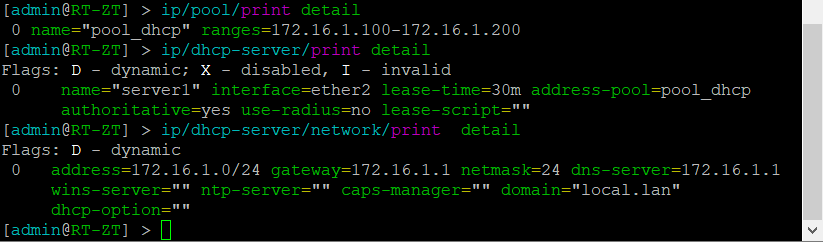 [admin@RT-ZT] > ip/pool/print detail
 0 name="pool_dhcp" ranges=172.16.1.100-172.16.1.200
[admin@RT-ZT] > ip/dhcp-server/print detail
Flags: D - dynamic; X - disabled, I - invalid
 0    name="server1" interface=ether2 lease-time=30m address-pool=pool_dhcp
      authoritative=yes use-radius=no lease-script=""
[admin@RT-ZT] > ip/dhcp-server/network/print  detail
Flags: D - dynamic
 0   address=172.16.1.0/24 gateway=172.16.1.1 netmask=24 dns-server=172.16.1.1
     wins-server="" ntp-server="" caps-manager="" domain="local.lan"
     dhcp-option=""
[admin@RT-ZT] >